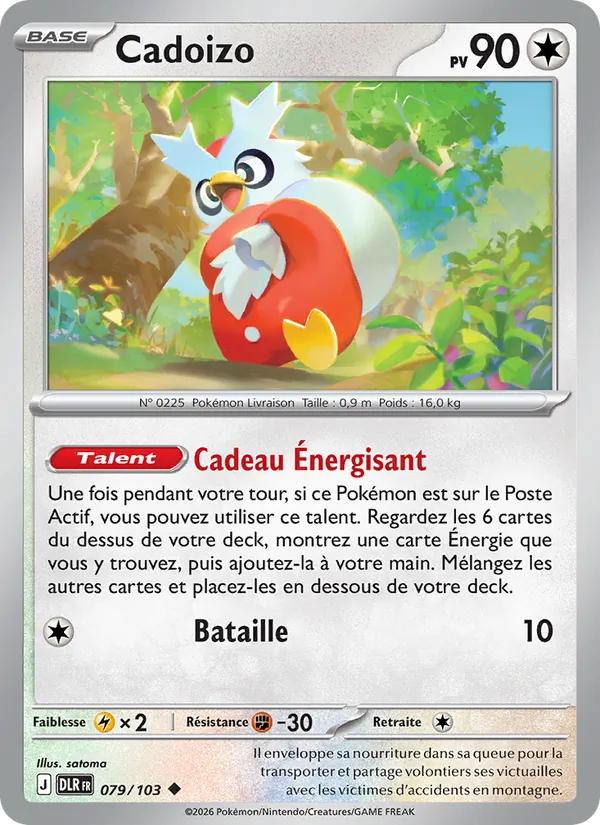 BASE
Cadoizo
PV 90
N° 0225 Pokémon Livraison Taille : 0,9 m Poids : 16,0 kg
Talent Cadeau Énergisant
Une fois pendant votre tour, si ce Pokémon est sur le Poste
Actif, vous pouvez utiliser ce talent. Regardez les 6 cartes
du dessus de votre deck, montrez une carte Énergie que
vous y trouvez, puis ajoutez-la à votre main. Mélangez les
autres cartes et placez-les en dessous de votre deck.
Bataille 10
Faiblesse ×2 Résistance -30 Retraite
Illus. satoma
J DLR FR 079/103
Il enveloppe sa nourriture dans sa queue pour la
transporter et partage volontiers ses victuailles
avec les victimes d'accidents en montagne.
©2026 Pokémon/Nintendo/Creatures/GAME FREAK